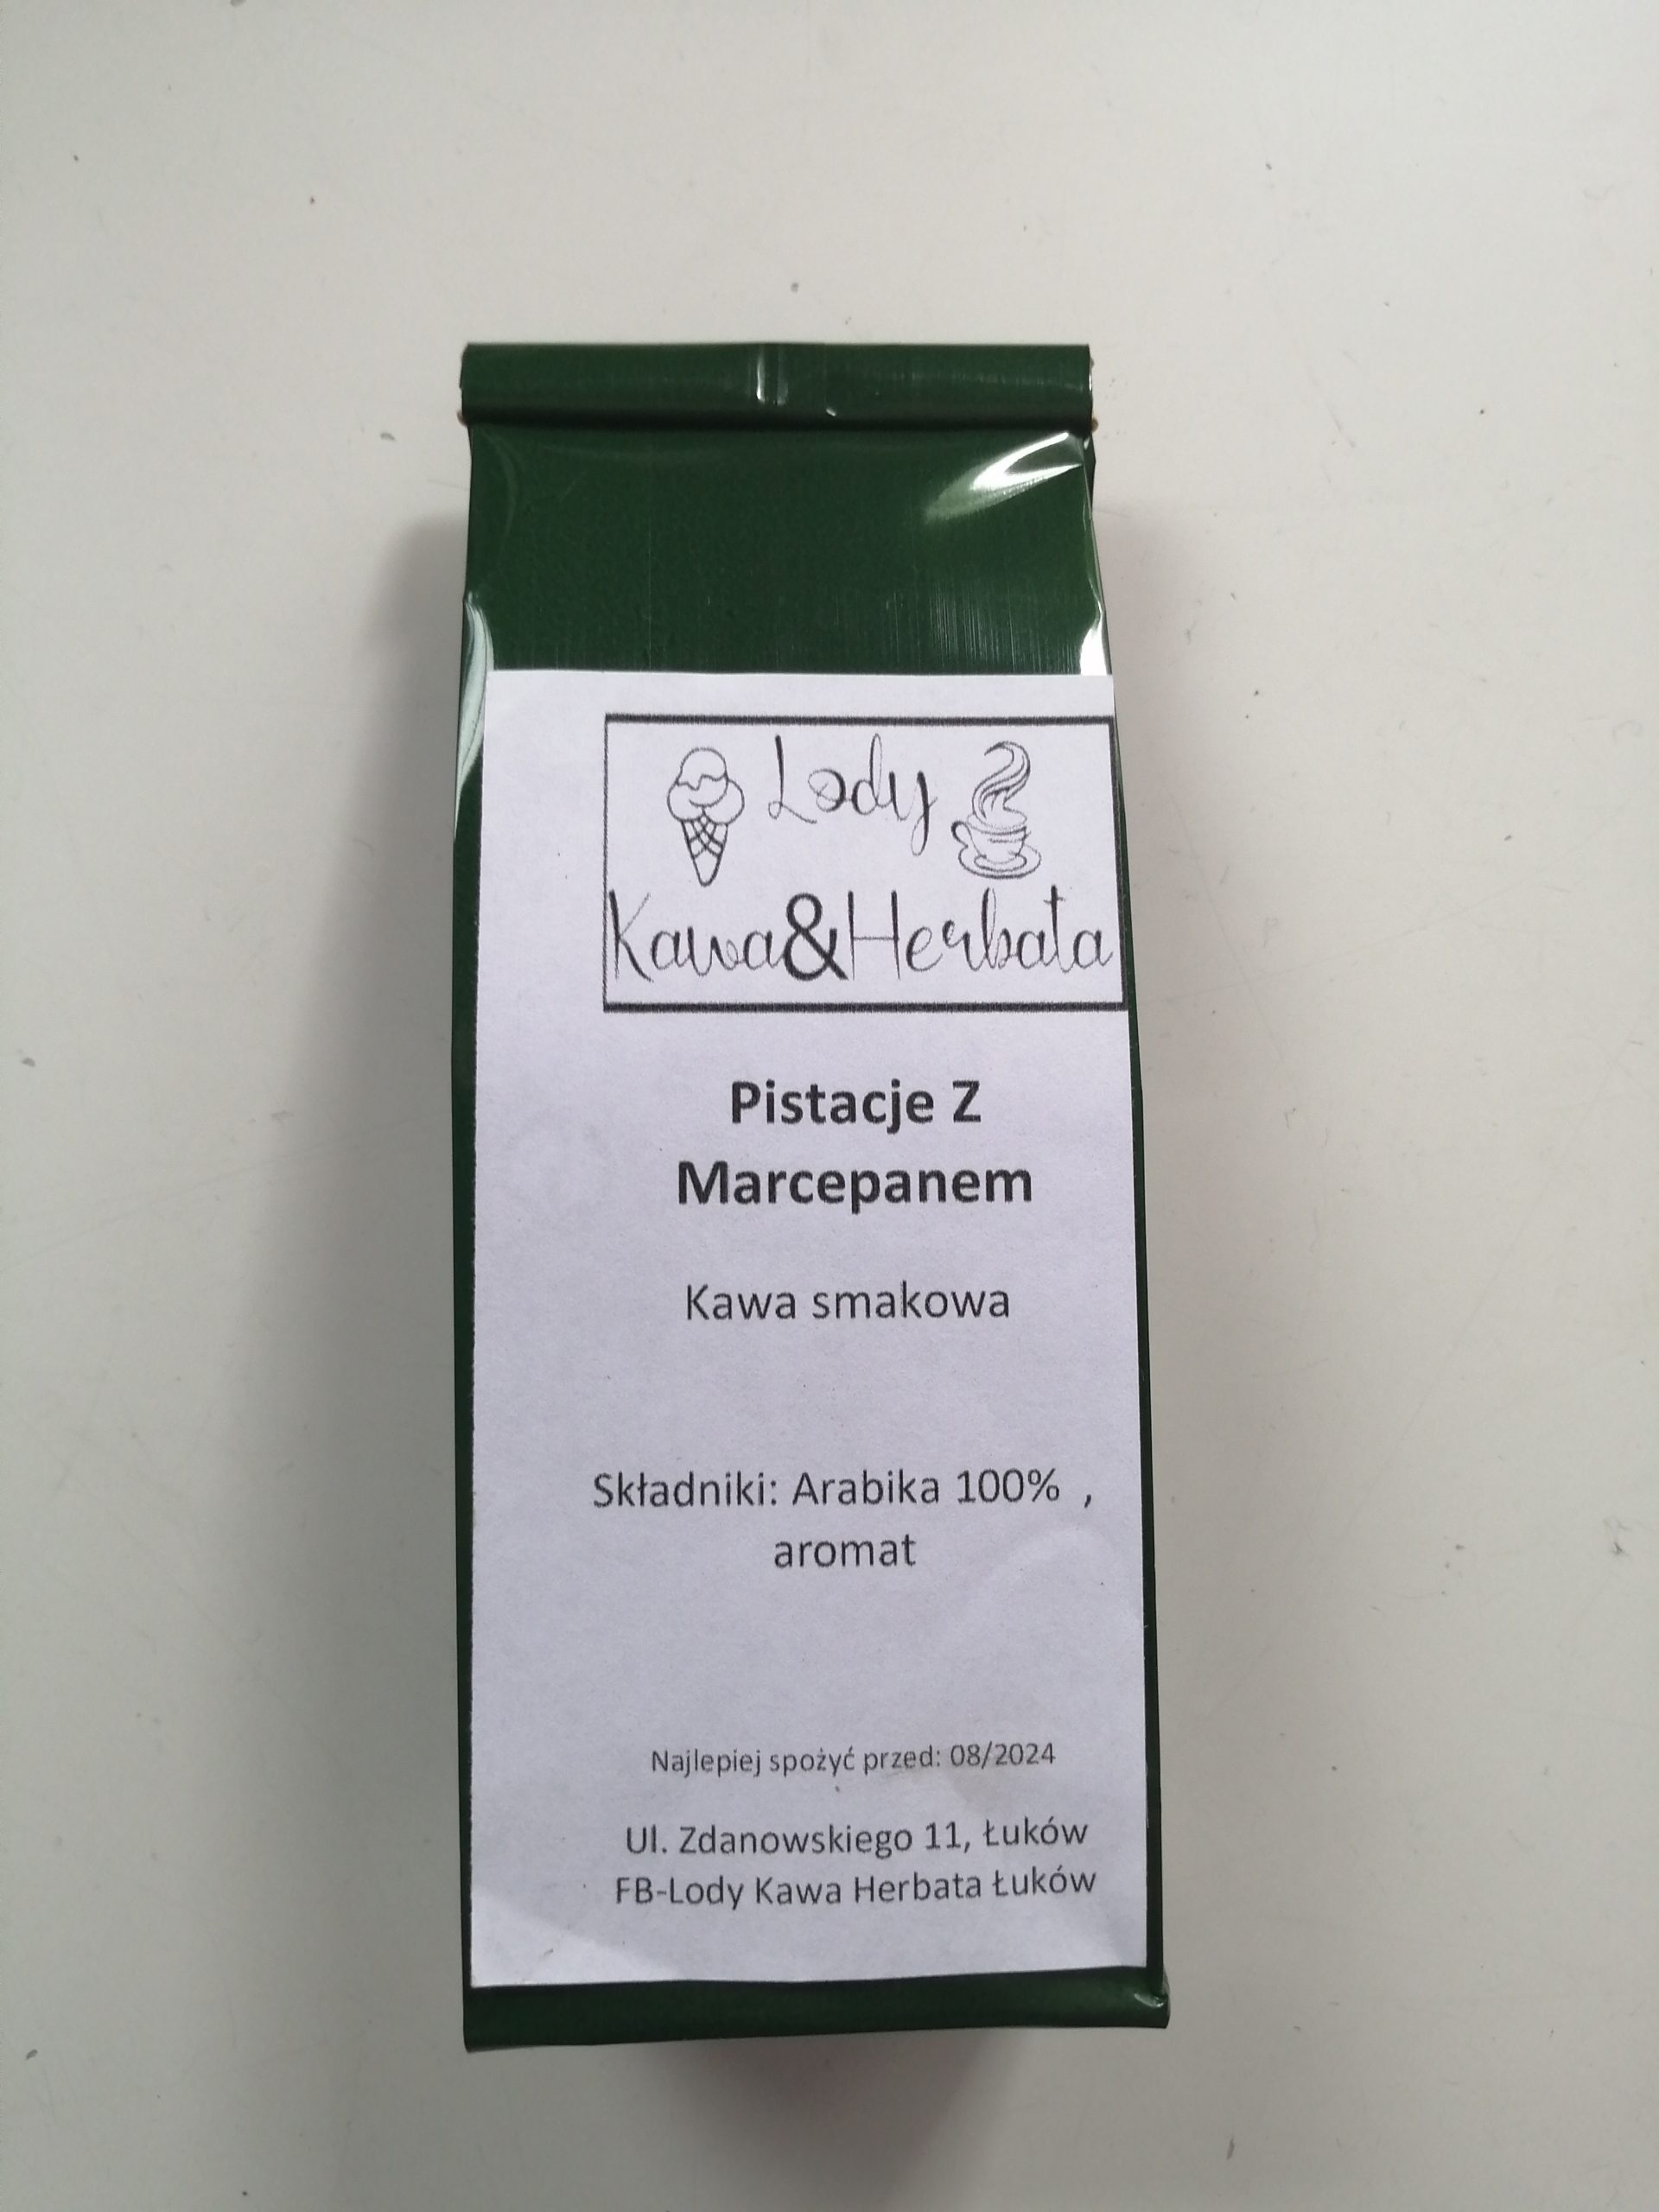 Lody
Kawa&Herbata
Pistacje Z
Marcepanem
Kawa smakowa
Składniki: Arabika 100% ,
aromat
Najlepiej spożyć przed: 08/2024
Ul. Zdanowskiego 11, Łuków
FB-Lody Kawa Herbata Łuków